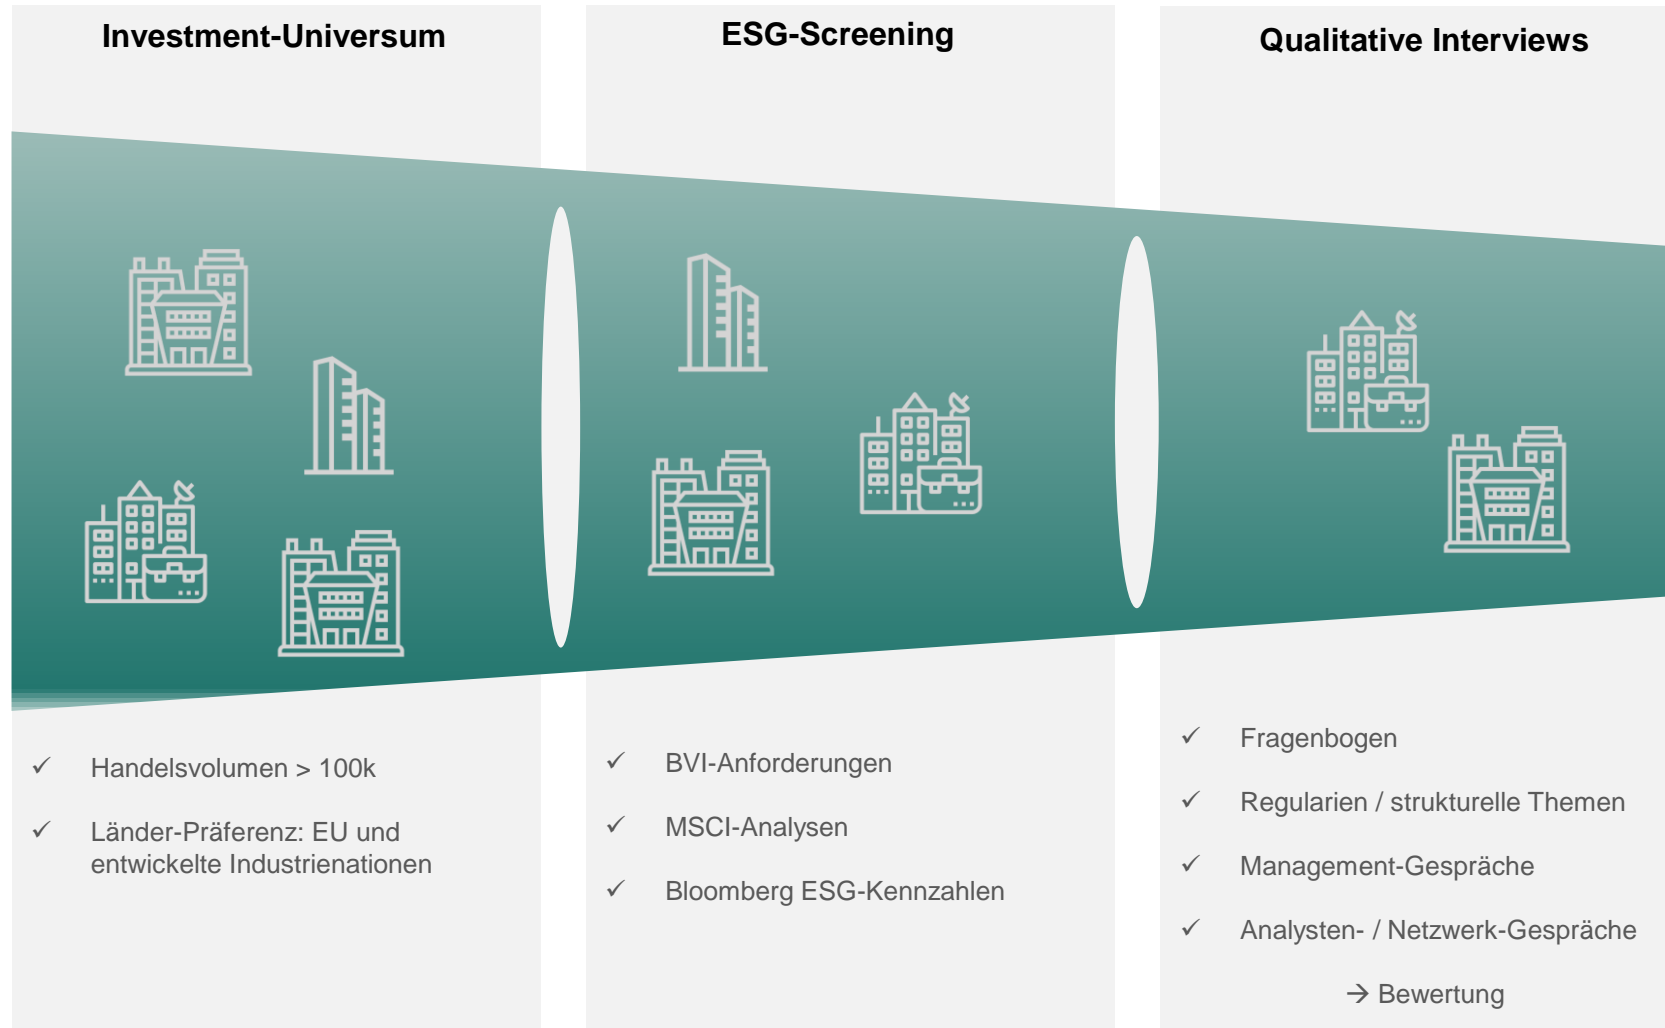 Investment-Universum
ESG-Screening
Qualitative Interviews
✓ Handelsvolumen > 100k
✓ Länder-Präferenz: EU und
entwickelte Industrienationen
✓ BVI-Anforderungen
✓ MSCI-Analysen
✓ Bloomberg ESG-Kennzahlen
✓ Fragenbogen
✓ Regularien / strukturelle Themen
✓ Management-Gespräche
✓ Analysten- / Netzwerk-Gespräche
→ Bewertung